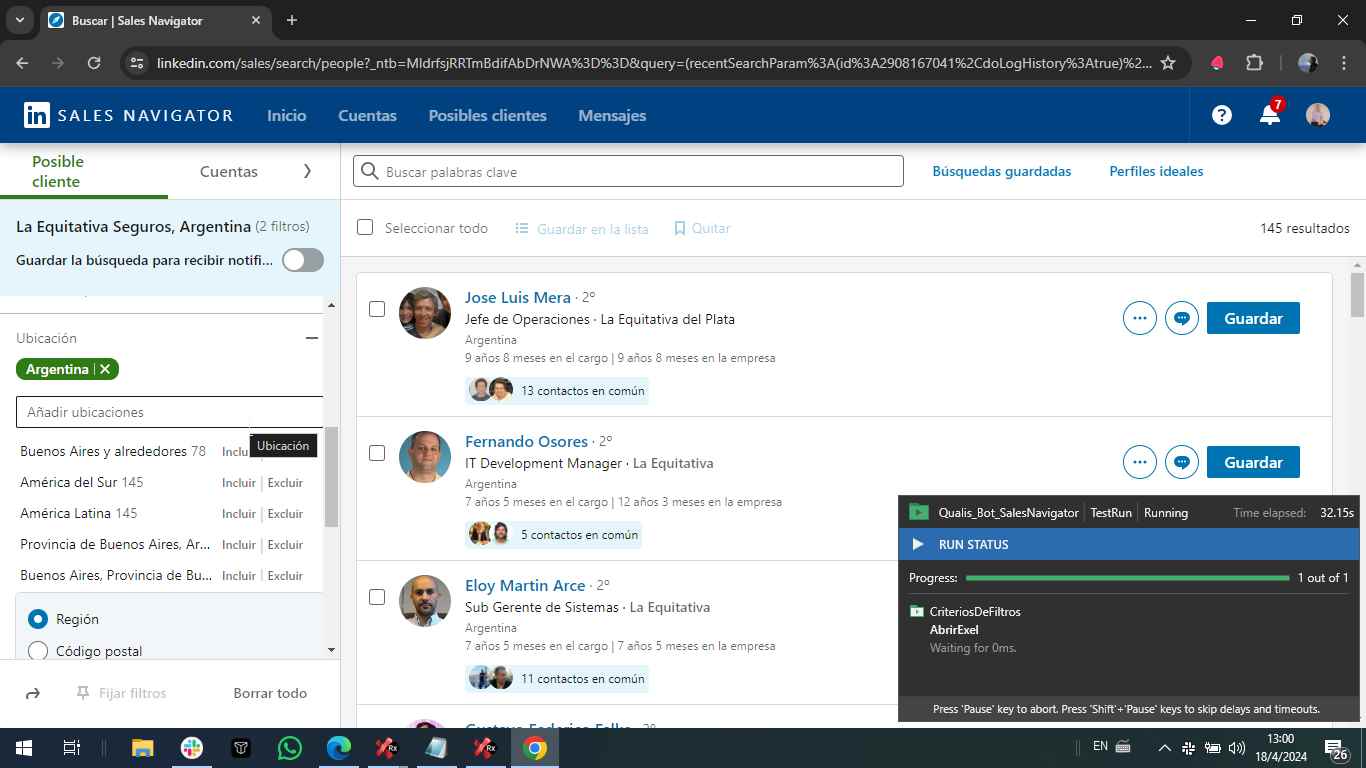 Buscar | Sales Navigator
linkedin.com/sales/search/people?_ntb=MIdrfsjRRTmBdifAbDrNWA%3D%3D&query=(recentSearchParam%3A(id%3A2908167041%2CdoLogHistory%3Atrue)%2...
in SALES NAVIGATOR
Inicio
Cuentas
Posibles clientes
Mensajes
7
Posible cliente
Cuentas
Buscar palabras clave
Búsquedas guardadas
Perfiles ideales
La Equitativa Seguros, Argentina (2 filtros)
Guardar la búsqueda para recibir notifi...
Seleccionar todo
Guardar en la lista
Quitar
145 resultados
Ubicación
Argentina
Añadir ubicaciones
Ubicación
Buenos Aires y alrededores 78
América del Sur 145 Incluir Excluir
América Latina 145 Incluir Excluir
Provincia de Buenos Aires, Ar... Incluir Excluir
Buenos Aires, Provincia de Bu... Incluir Excluir
Región
Código postal
Fijar filtros
Borrar todo
Jose Luis Mera · 2º
Jefe de Operaciones · La Equitativa del Plata
Argentina
9 años 8 meses en el cargo | 9 años 8 meses en la empresa
13 contactos en común
Guardar
Fernando Osores · 2º
IT Development Manager · La Equitativa
Argentina
7 años 5 meses en el cargo | 12 años 3 meses en la empresa
5 contactos en común
Guardar
Eloy Martin Arce · 2º
Sub Gerente de Sistemas · La Equitativa
Argentina
7 años 5 meses en el cargo | 7 años 5 meses en la empresa
11 contactos en común
Qualis_Bot_SalesNavigator TestRun Running Time elapsed: 32.15s
RUN STATUS
Progress: 1 out of 1
CriteriosDeFiltros
AbrirExel
Waiting for 0ms.
Press 'Pause' key to abort. Press 'Shift'+'Pause' keys to skip delays and timeouts.
EN
13:00
18/4/2024
26